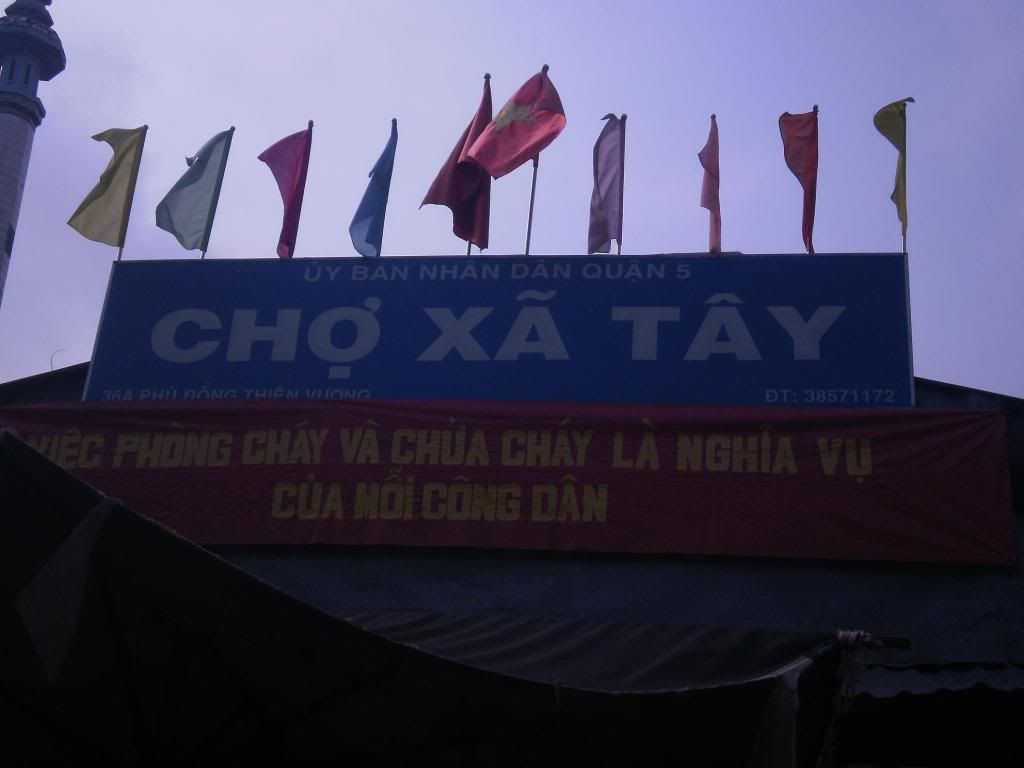 ỦY BAN NHÂN DÂN QUẬN 5
CHỢ XÃ TÂY
36A PHÙ ĐỔNG THIÊN VƯƠNG
ĐT: 38571172
VIỆC PHÒNG CHÁY VÀ CHỬA CHÁY LÀ NGHĨA VỤ
CỦA MỖI CÔNG DÂN